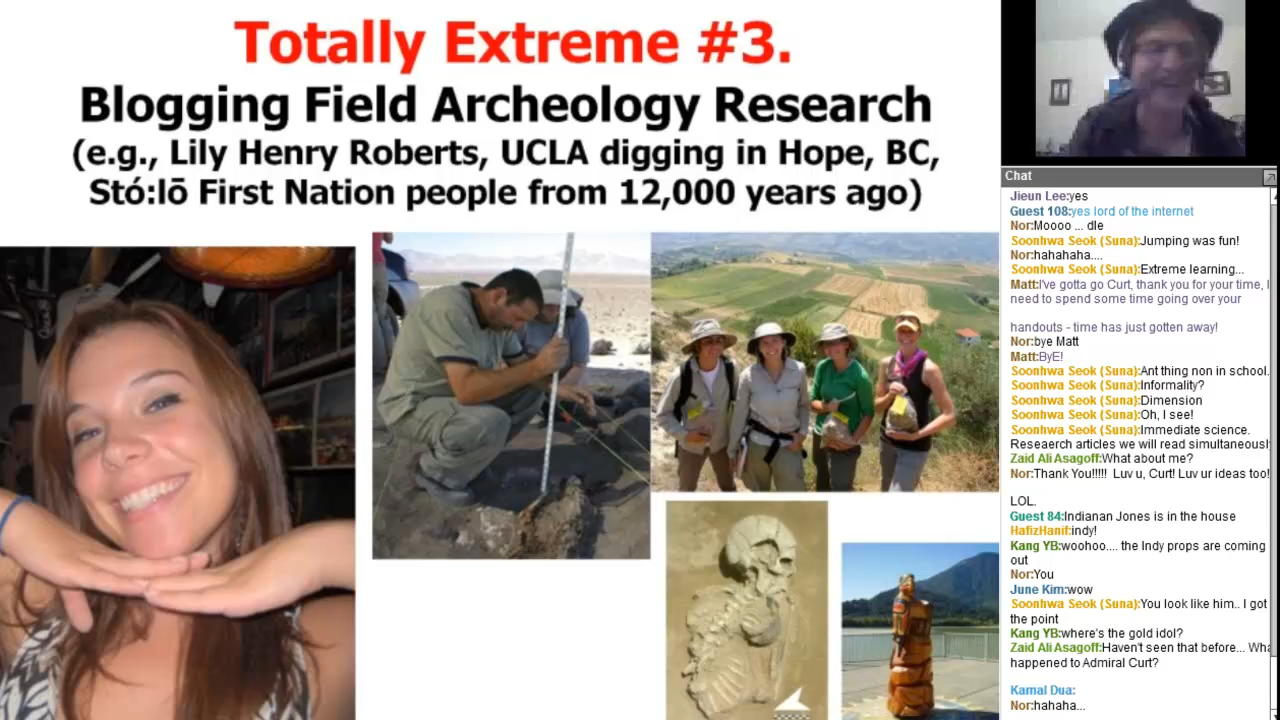 Totally Extreme #3.
Blogging Field Archeology Research
(e.g., Lily Henry Roberts, UCLA digging in Hope, BC,
Stó:lō First Nation people from 12,000 years ago)
Chat
Jieun Lee:yes
Guest 108:yes lord of the internet
Nor:Moooo ... dle
Soonhwa Seok (Suna):Jumping was fun!
Nor:hahahaha....
Soonhwa Seok (Suna):Extreme learning...
Matt:I've gotta go Curt, thank you for your time, I
need to spend some time going over your
handouts - time has just gotten away!
Nor:bye Matt
Matt:ByE!
Soonhwa Seok (Suna):Ant thing non in school.
Soonhwa Seok (Suna):Informality?
Soonhwa Seok (Suna):Dimension
Soonhwa Seok (Suna):Oh, I see!
Soonhwa Seok (Suna):Immediate science.
Reseearch articles we will read simultaneousl
Zaid Ali Asagoff:What about me?
Nor:Thank You!!!!! Luv u, Curt! Luv ur ideas too!
LOL.
Guest 84:Indianan Jones is in the house
HafizHanif:indy!
Kang YB:woohoo.... the Indy props are coming
out
Nor:You
June Kim:wow
Soonhwa Seok (Suna):You look like him.. I got
the point
Kang YB:where's the gold idol?
Zaid Ali Asagoff:Haven't seen that before... Wha
happened to Admiral Curt?
Kamal Dua:
Nor:hahaha...